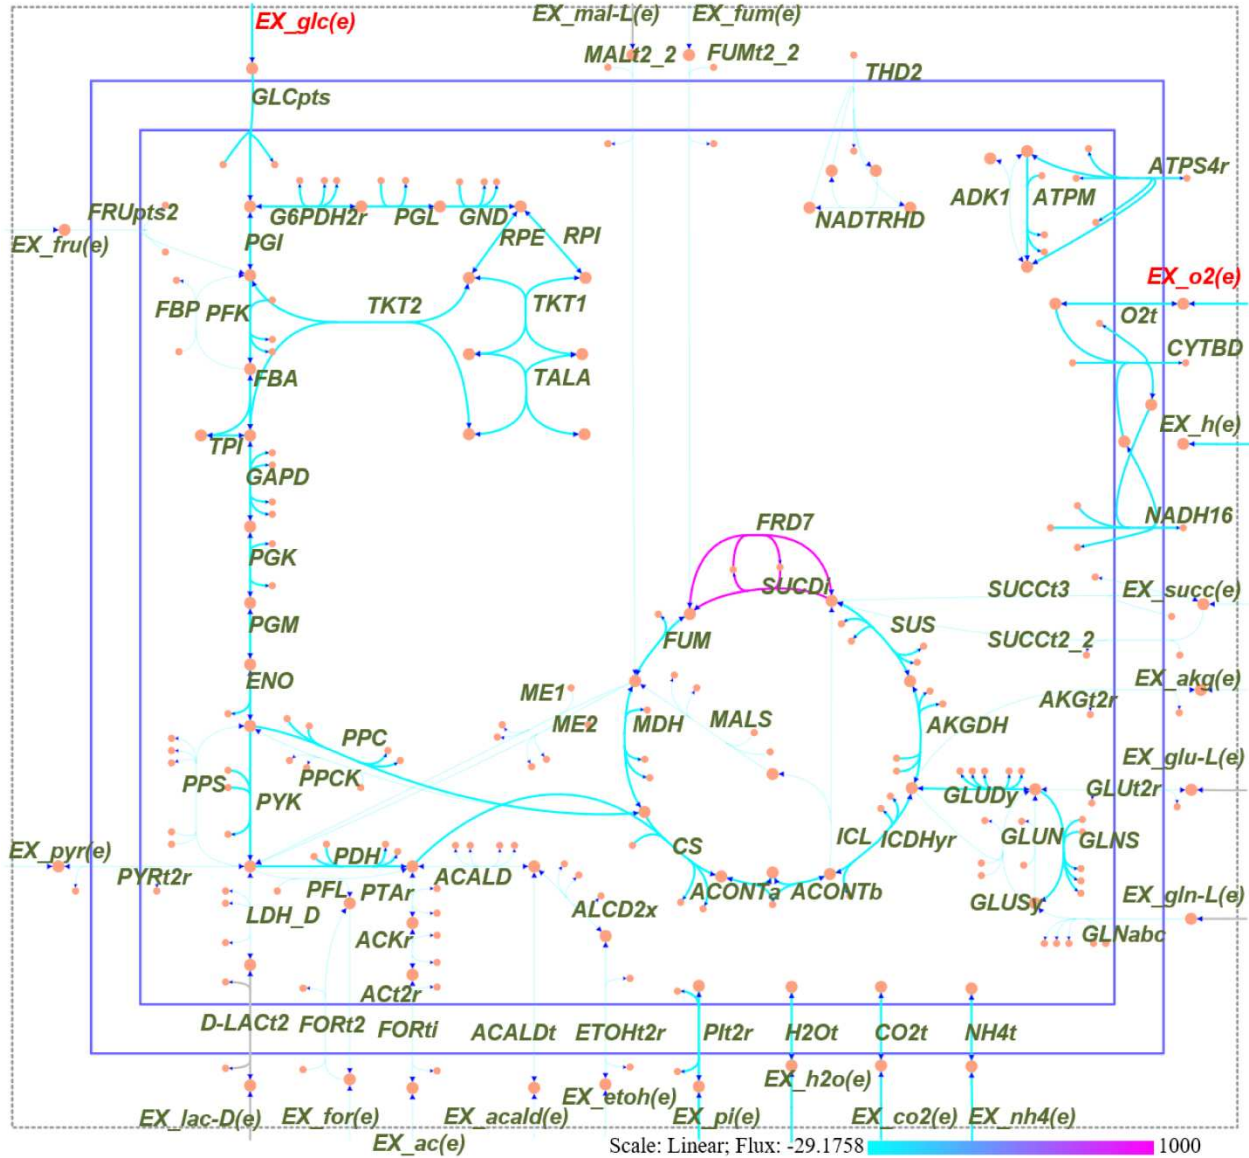 EX_glc(e)
EX_mal-L(e)
EX_fum(e)
MALt2_2
FUMt2_2
THD2
GLCpts
ATPS4r
ADK1
ATPM
FRUpts2
G6PDH2r
PGL
GND
NADTRHD
EX_fru(e)
PGI
RPE
RPI
EX_o2(e)
FBP
PFK
TKT2
TKT1
O2t
CYTBD
FBA
TALA
EX_h(e)
TPI
GAPD
NADH16
FRD7
PGK
SUCDi
SUCCt3
EX_succ(e)
PGM
FUM
SUS
SUCCt2_2
ENO
ME1
EX_akg(e)
AKGt2r
ME2
MDH
MALS
AKGDH
PPC
EX_glu-L(e)
PPS
PPCK
PYK
GLUDy
GLUt2r
ICL
ICDHyr
GLUN
GLNS
EX_pyr(e)
PYRt2r
PDH
CS
PFL
PTAr
ACALD
ACONTa
ACONTb
EX_gln-L(e)
LDH_D
ALCD2x
GLUSy
ACKr
GLNabc
ACt2r
D-LACt2
FORt2
FORti
ACALDt
ETOHt2r
PIt2r
H2Ot
CO2t
NH4t
EX_h2o(e)
EX_etoh(e)
EX_lac-D(e)
EX_for(e)
EX_acald(e)
EX_pi(e)
EX_co2(e)
EX_nh4(e)
EX_ac(e)
Scale: Linear; Flux: -29.1758
1000